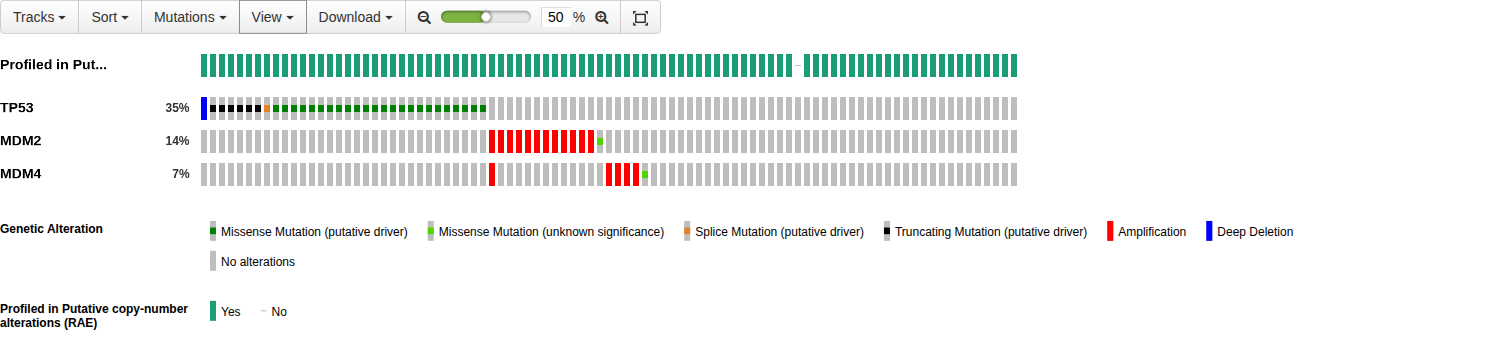 Tracks Sort Mutations View Download 50 %
Profiled in Put...
TP53 35%
MDM2 14%
MDM4 7%
Genetic Alteration Missense Mutation (putative driver) Missense Mutation (unknown significance) Splice Mutation (putative driver) Truncating Mutation (putative driver) Amplification Deep Deletion
No alterations
Profiled in Putative copy-number Yes No
alterations (RAE)